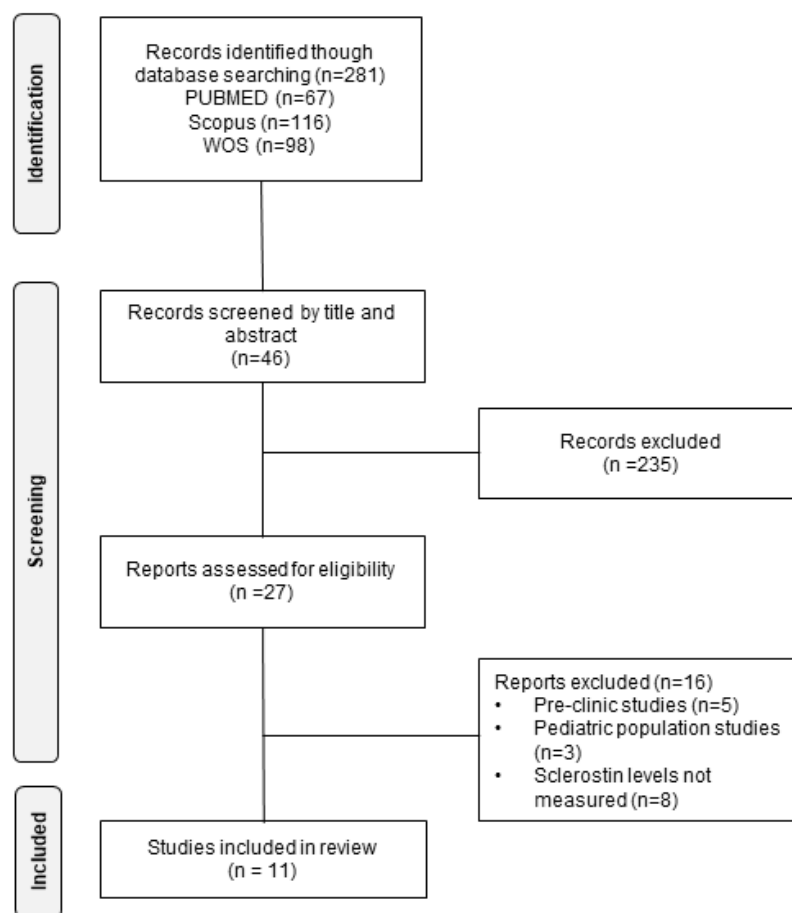 Identification
Records identified though
database searching (n=281)
PUBMED (n=67)
Scopus (n=116)
WOS (n=98)
Screening
Records screened by title and
abstract
(n=46)
Records excluded
(n =235)
Reports assessed for eligibility
(n =27)
Reports excluded (n=16)
• Pre-clinic studies (n=5)
• Pediatric population studies
(n=3)
• Sclerostin levels not
measured (n=8)
Included
Studies included in review
(n = 11)